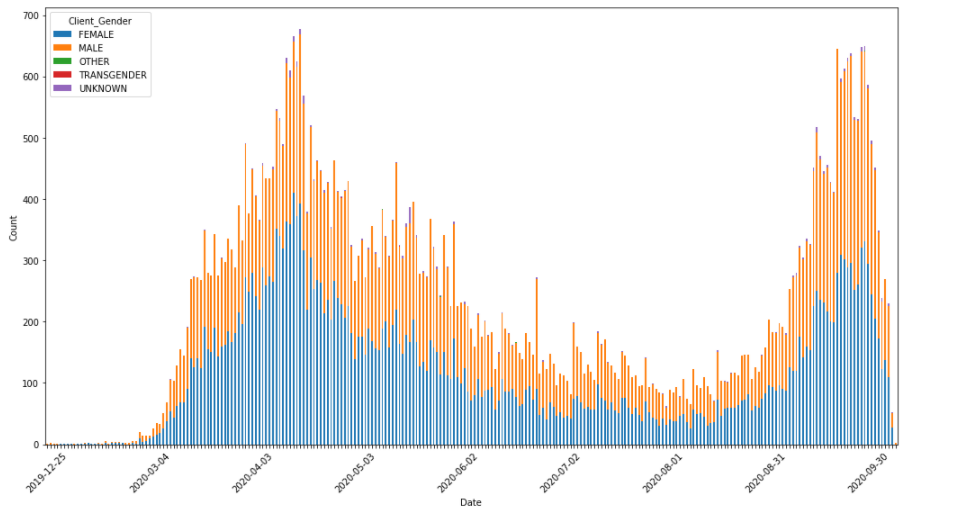 Client_Gender
FEMALE
MALE
OTHER
TRANSGENDER
UNKNOWN
700
600
500
400
300
200
100
0
Count
2019-12-25
2020-03-04
2020-04-03
2020-05-03
2020-06-02
2020-07-02
2020-08-01
2020-08-31
2020-09-30
Date